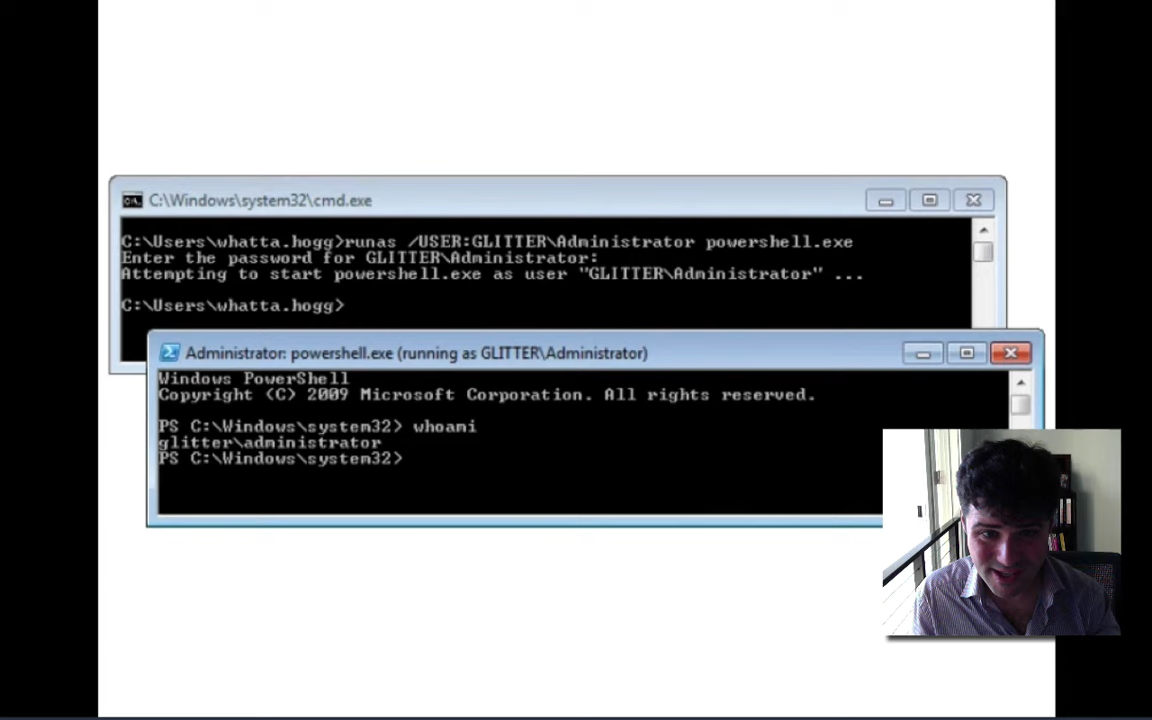 C:\Windows\system32\cmd.exe
C:\Users\whatta.hogg>runas /USER:GLITTER\Administrator powershell.exe
Enter the password for GLITTER\Administrator:
Attempting to start powershell.exe as user "GLITTER\Administrator" ...
C:\Users\whatta.hogg>
Administrator: powershell.exe (running as GLITTER\Administrator)
Windows PowerShell
Copyright (C) 2009 Microsoft Corporation. All rights reserved.
PS C:\Windows\system32> whoami
glitter\administrator
PS C:\Windows\system32>